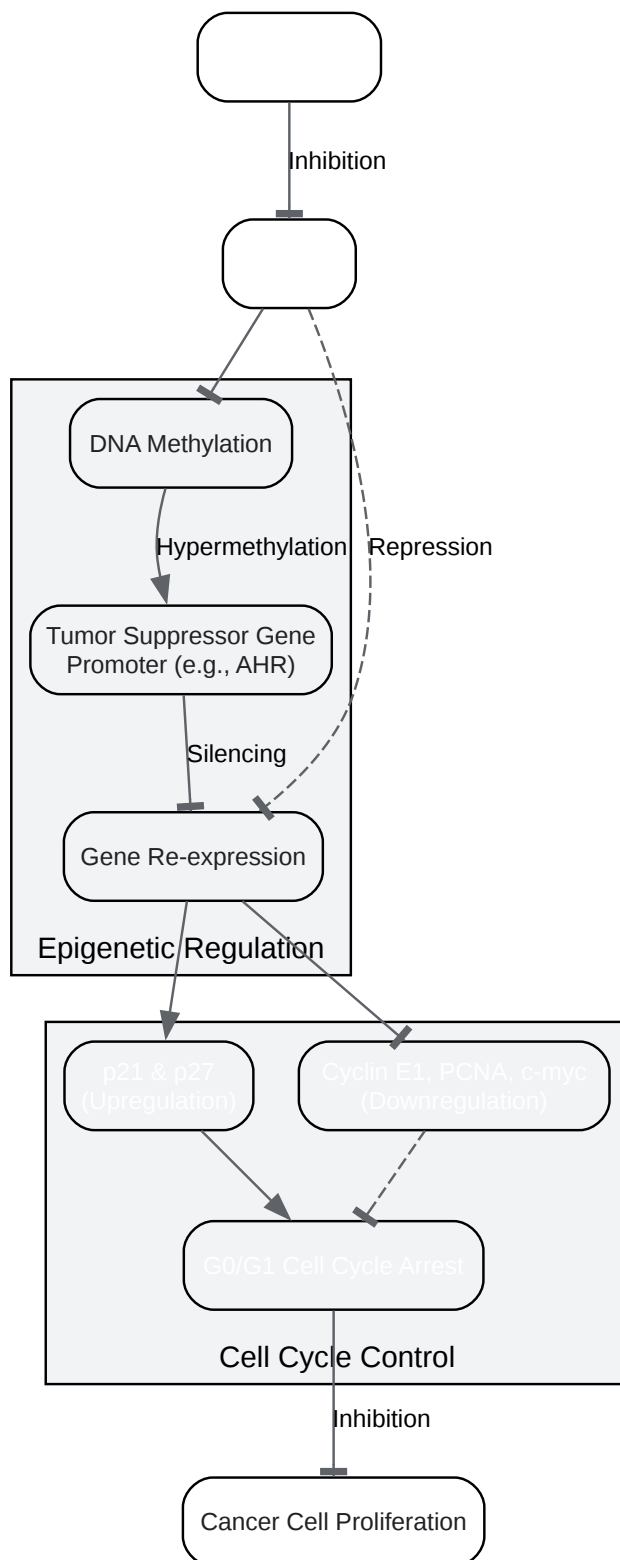 Inhibition
DNA Methylation
Hypermethylation
Repression
Tumor Suppressor Gene
Promoter (e.g., AHR)
Silencing
Gene Re-expression
Epigenetic Regulation
p21 & p27
(Upregulation)
Cyclin E1, PCNA, c-myc
(Downregulation)
G0/G1 Cell Cycle Arrest
Cell Cycle Control
Inhibition
Cancer Cell Proliferation